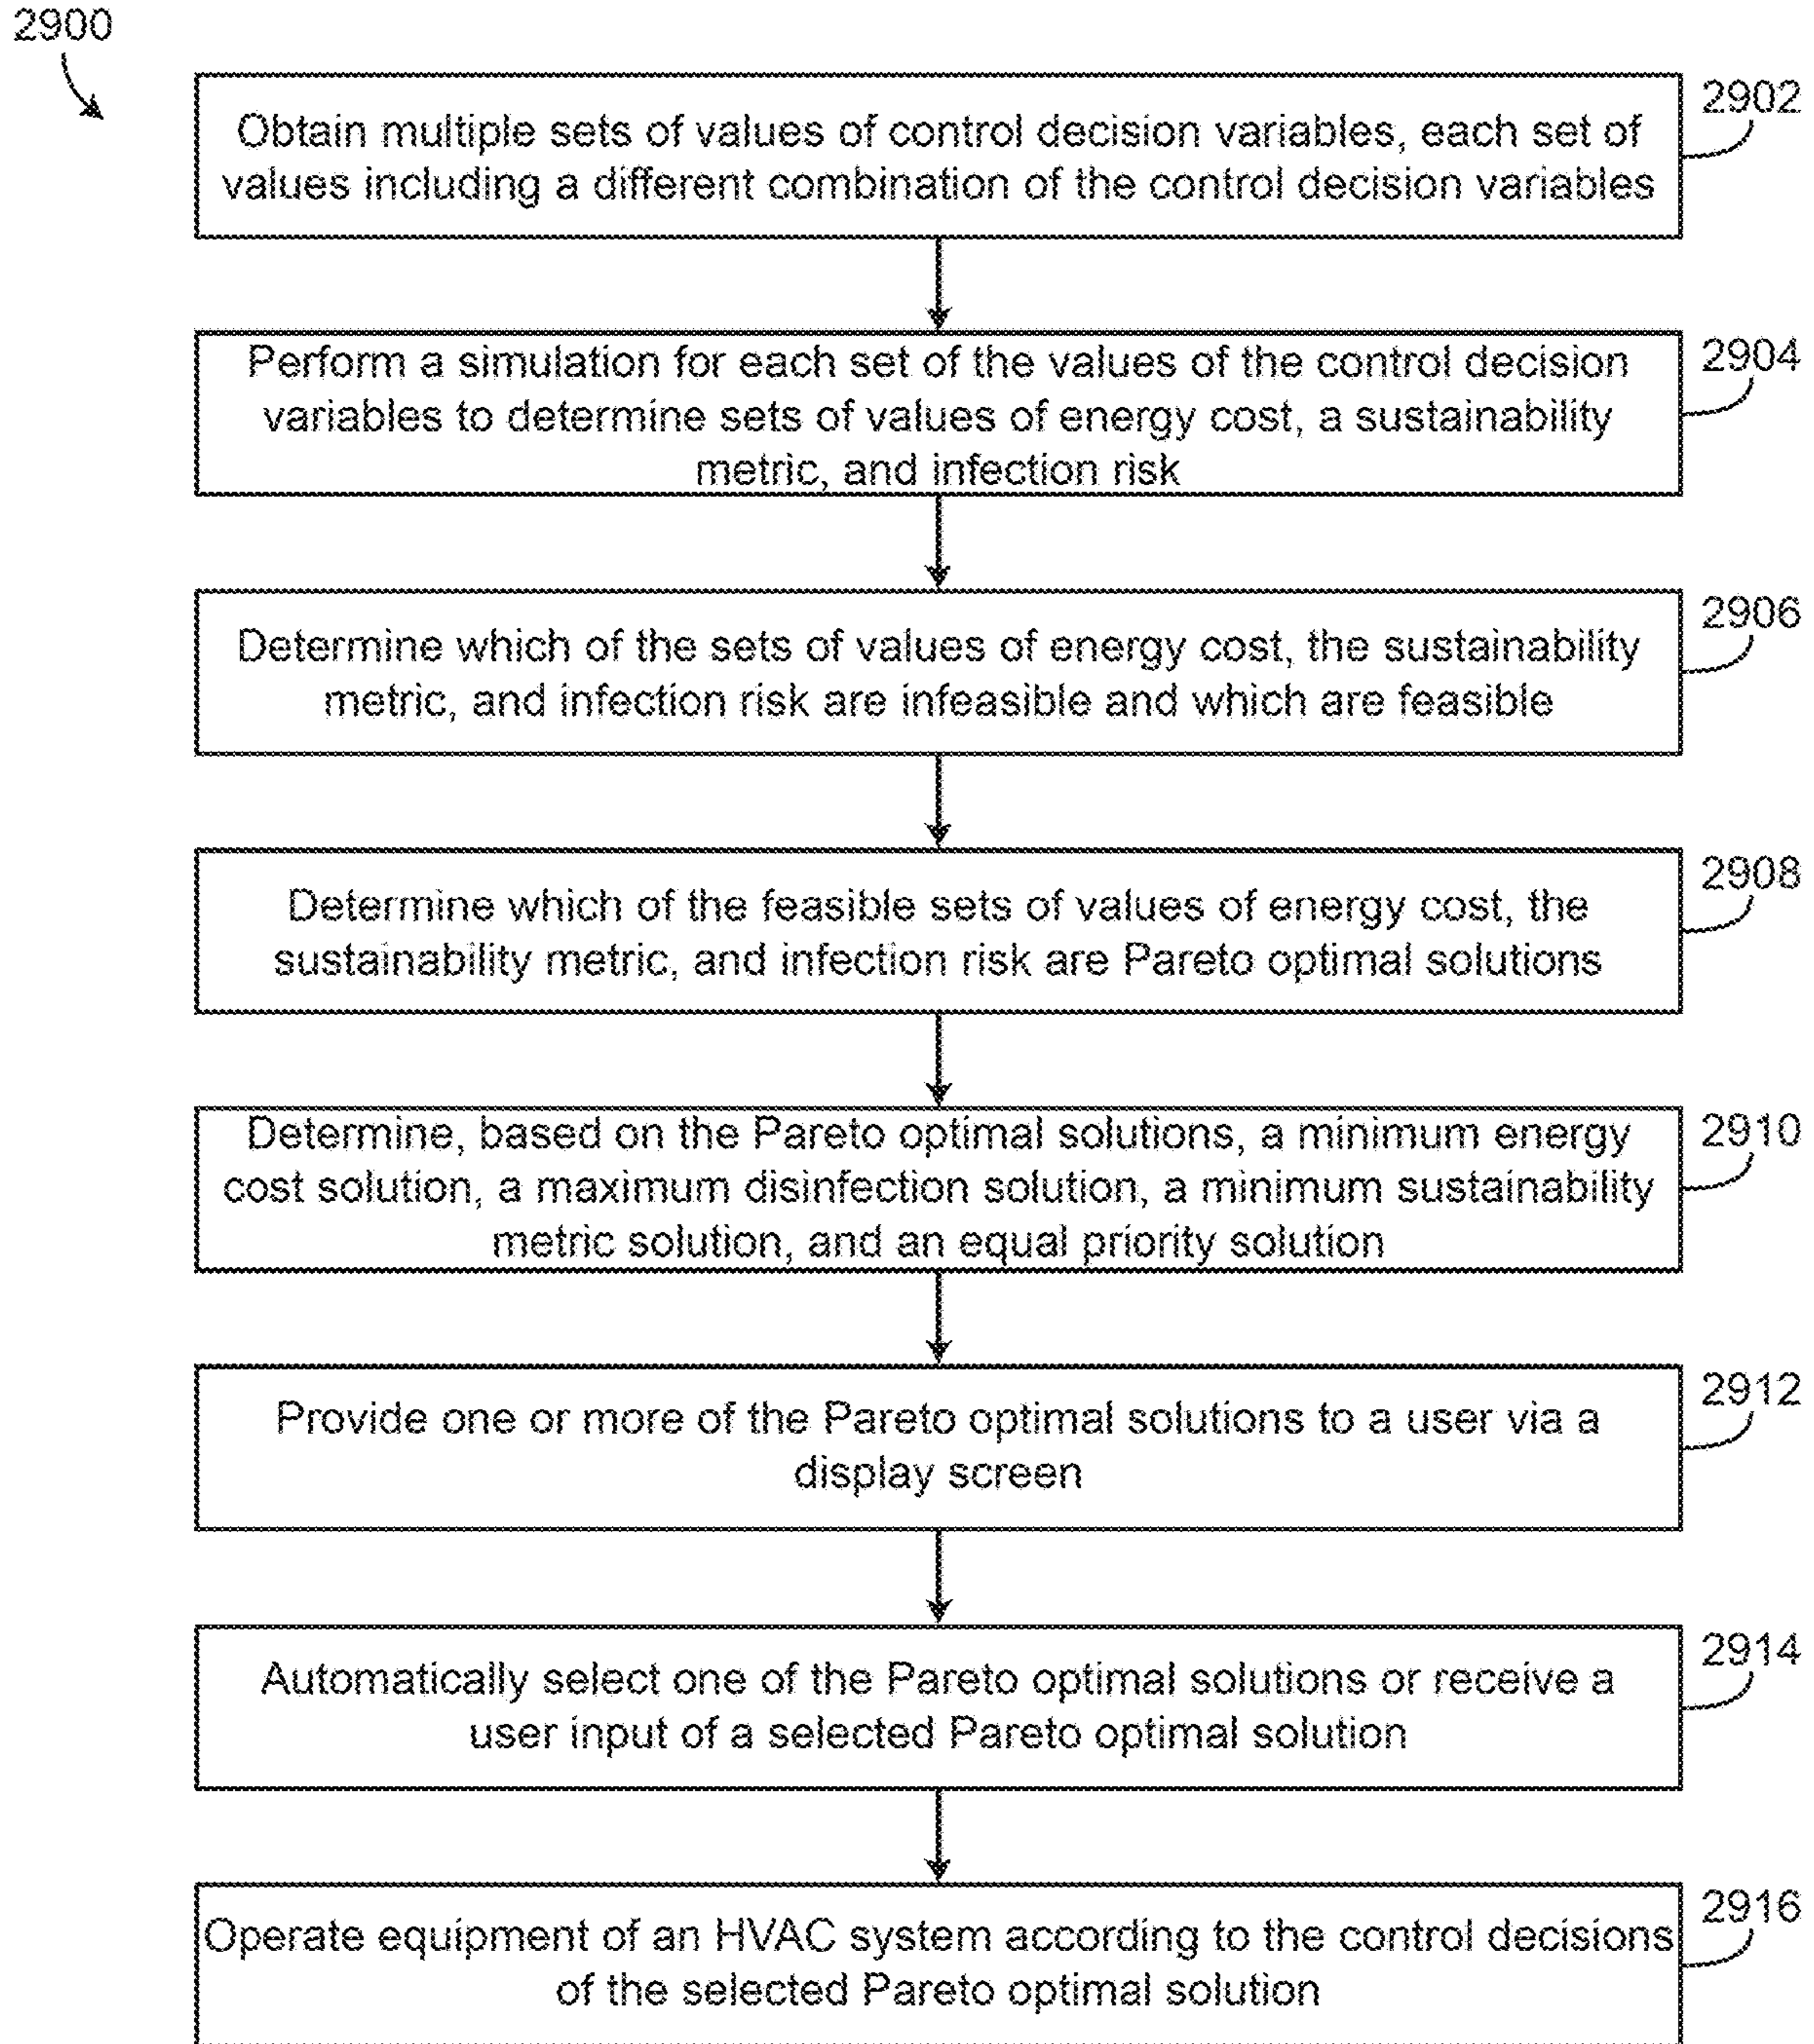 2900
2902
Obtain multiple sets of values of control decision variables, each set of
values including a different combination of the control decision variables
2904
Perform a simulation for each set of the values of the control decision
variables to determine sets of values of energy cost, a sustainability
metric, and infection risk
2906
Determine which of the sets of values of energy cost, the sustainability
metric, and infection risk are infeasible and which are feasible
2908
Determine which of the feasible sets of values of energy cost, the
sustainability metric, and infection risk are Pareto optimal solutions
2910
Determine, based on the Pareto optimal solutions, a minimum energy
cost solution, a maximum disinfection solution, a minimum sustainability
metric solution, and an equal priority solution
2912
Provide one or more of the Pareto optimal solutions to a user via a
display screen
2914
Automatically select one of the Pareto optimal solutions or receive a
user input of a selected Pareto optimal solution
2916
Operate equipment of an HVAC system according to the control decisions
of the selected Pareto optimal solution